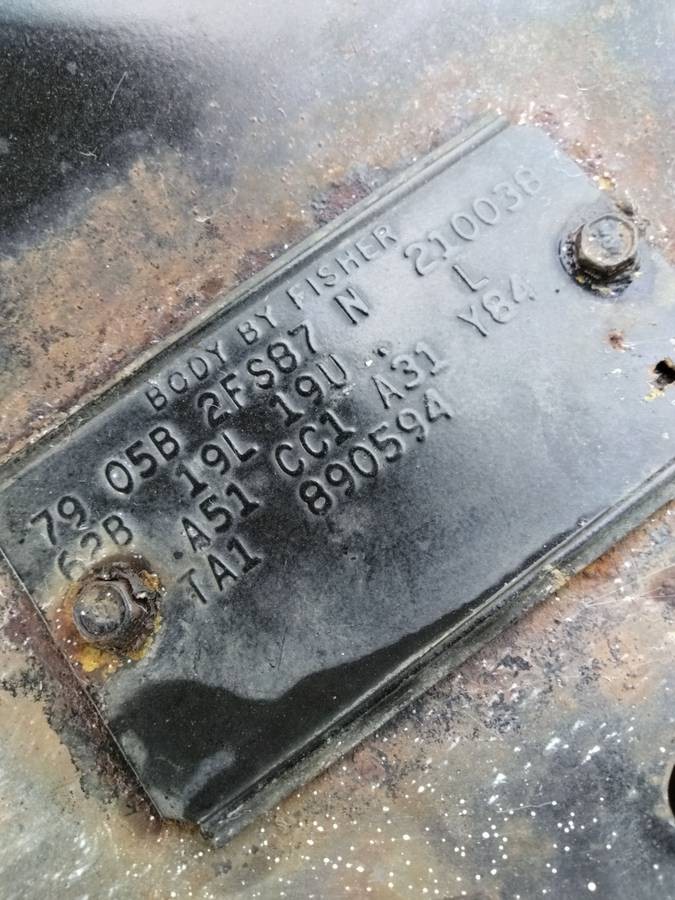 BODY BY FISHER
79 05B 2FS87 N 210038
62B 19L 19U L
A51 CC1 A31 Y84
TA1 890594